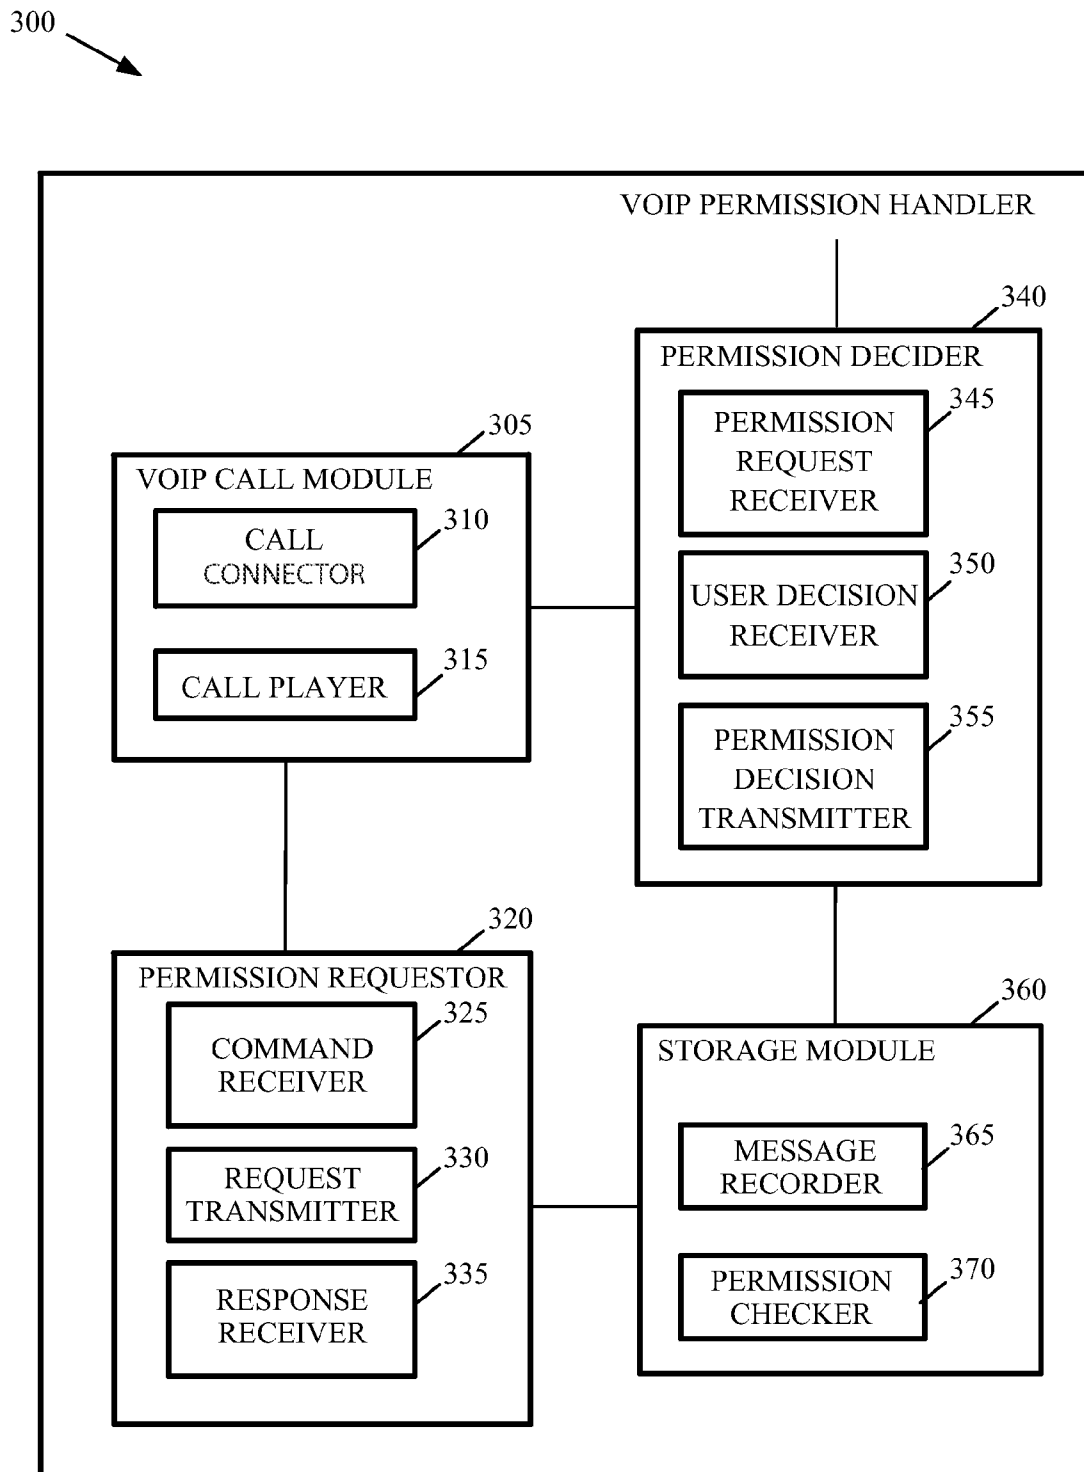 300
VOIP PERMISSION HANDLER
340
PERMISSION DECIDER
345
PERMISSION
REQUEST
RECEIVER
350
USER DECISION
RECEIVER
355
PERMISSION
DECISION
TRANSMITTER
305
VOIP CALL MODULE
310
CALL
CONNECTOR
315
CALL PLAYER
320
PERMISSION REQUESTOR
325
COMMAND
RECEIVER
330
REQUEST
TRANSMITTER
335
RESPONSE
RECEIVER
360
STORAGE MODULE
365
MESSAGE
RECORDER
370
PERMISSION
CHECKER